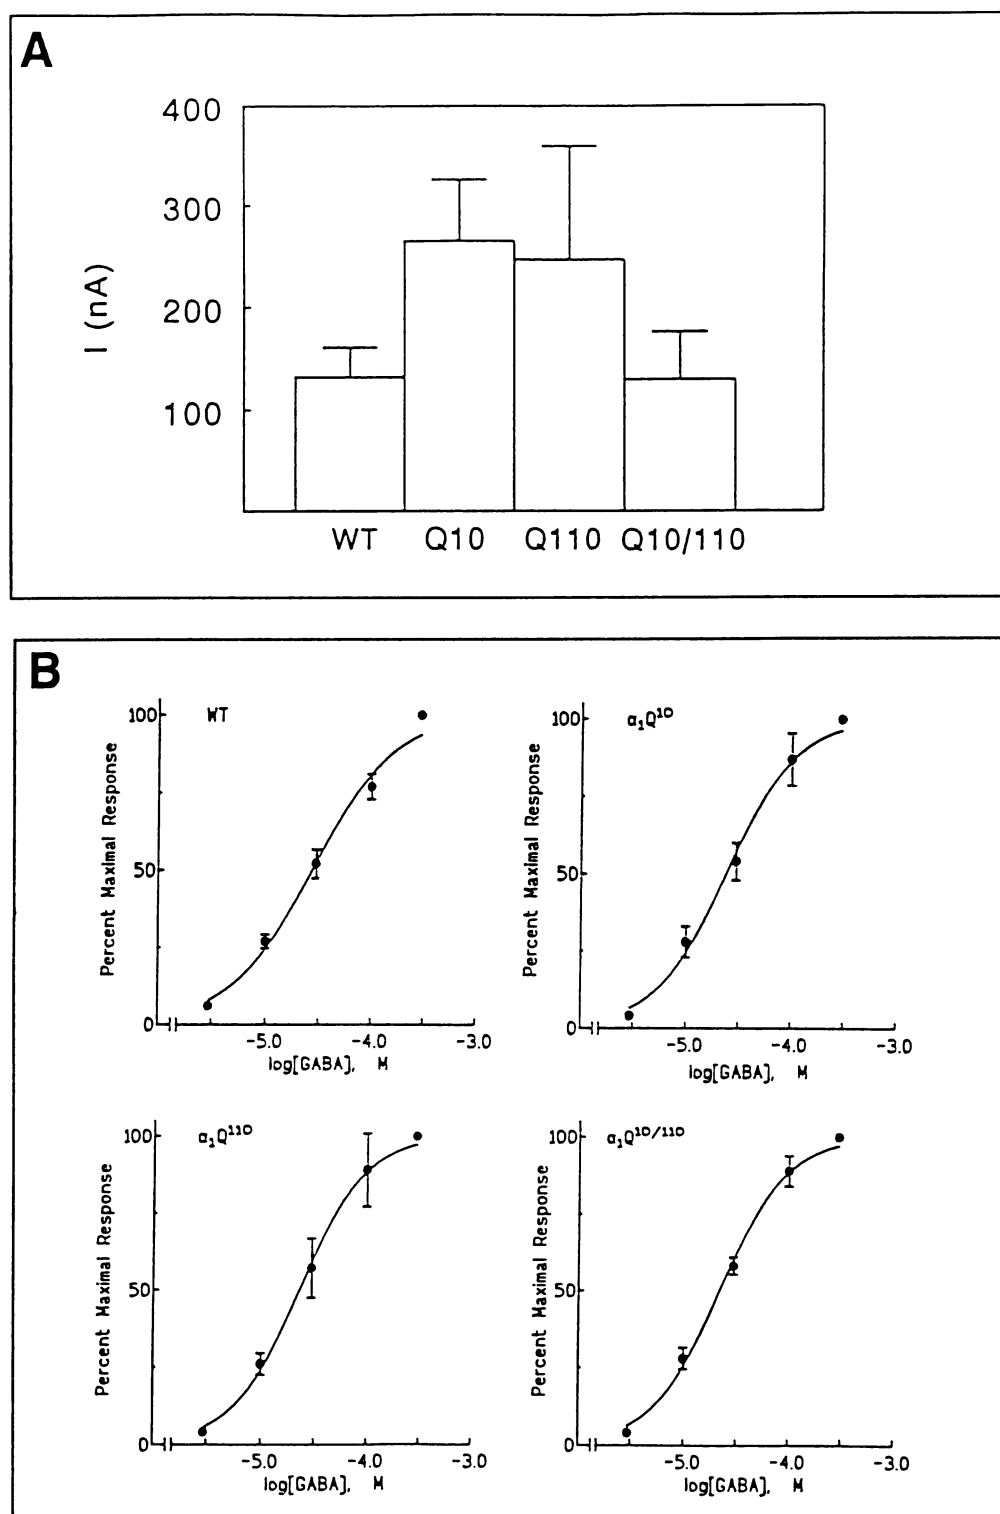 A
400
300
200
100
I (nA)
WT Q10 Q110 Q10/110
B
WT
100
50
0
Percent Maximal Response
-5.0 -4.0 -3.0
log[GABA], M
α₁Q¹⁰
100
50
0
Percent Maximal Response
-5.0 -4.0 -3.0
log[GABA], M
α₁Q¹¹⁰
100
50
0
Percent Maximal Response
-5.0 -4.0 -3.0
log[GABA], M
α₁Q¹⁰/¹¹⁰
100
50
0
Percent Maximal Response
-5.0 -4.0 -3.0
log[GABA], M